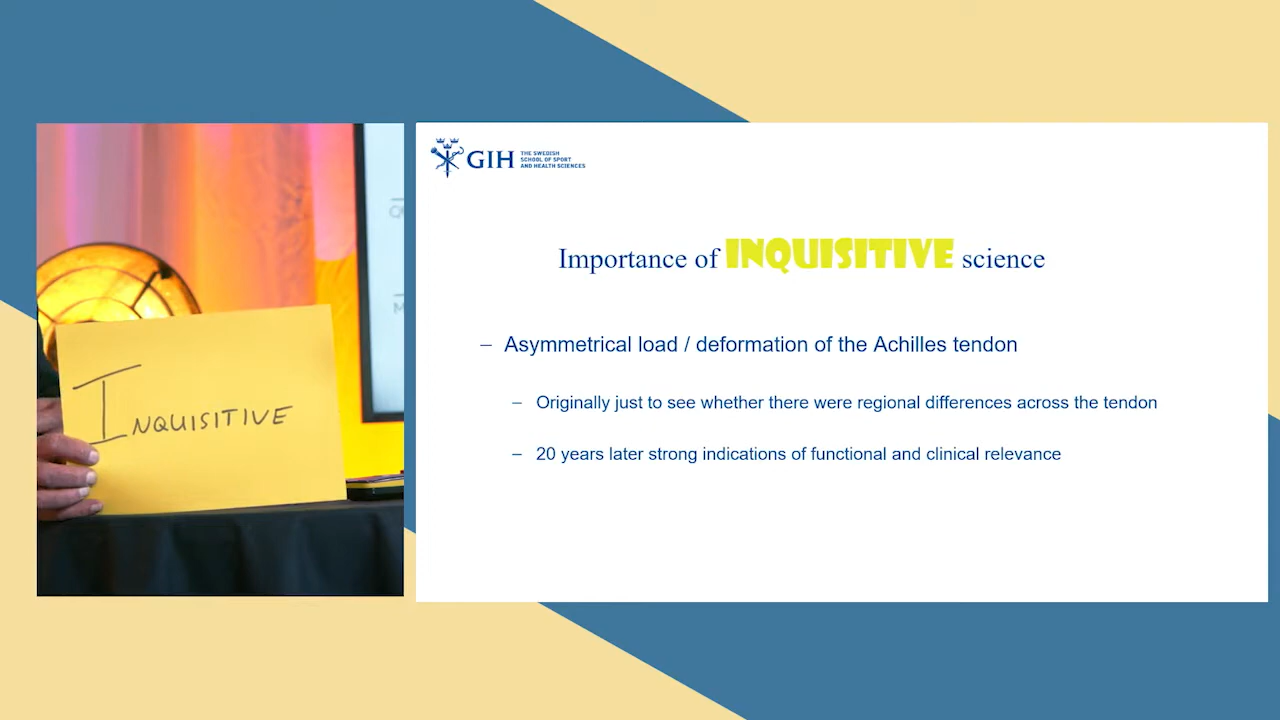 INQUISITIVE
GIH THE SWEDISH
SCHOOL OF SPORT
AND HEALTH SCIENCES
Importance of INQUISITIVE science
– Asymmetrical load / deformation of the Achilles tendon
– Originally just to see whether there were regional differences across the tendon
– 20 years later strong indications of functional and clinical relevance